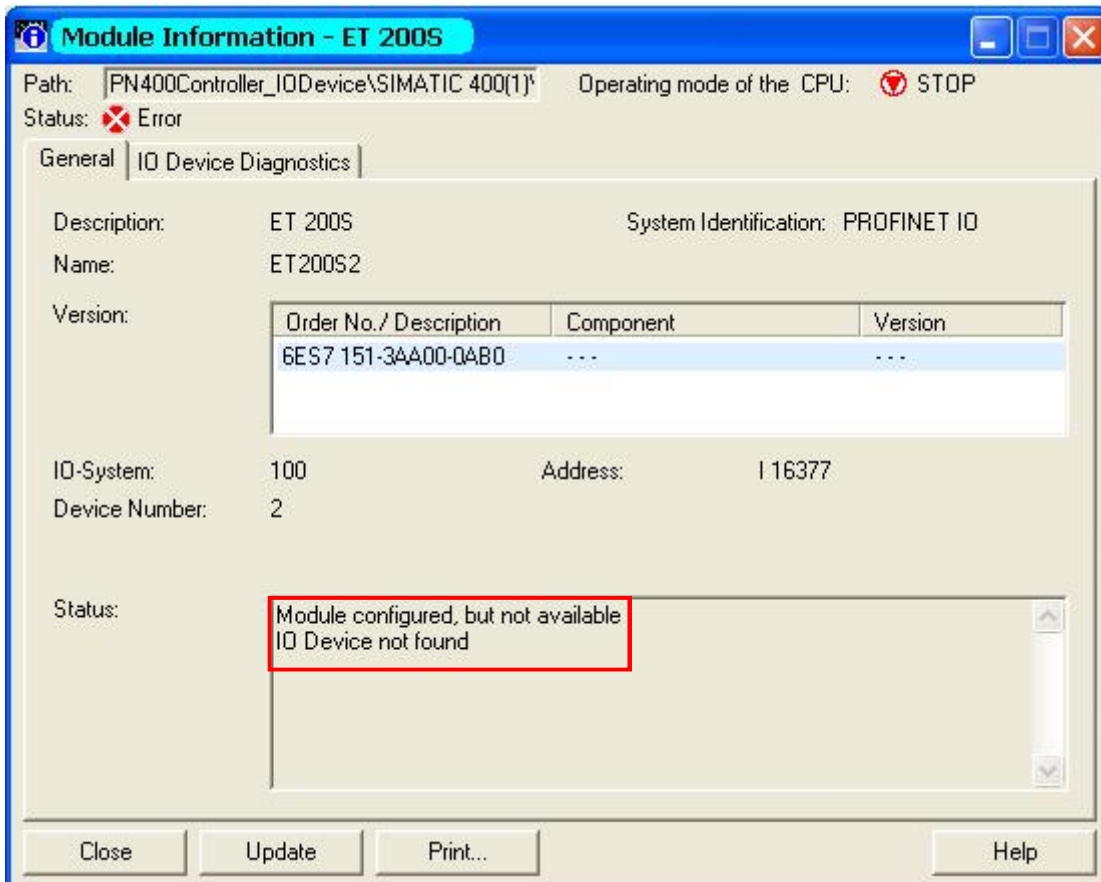 Module Information - ET 200S
Path: PN400Controller_IODevice\SIMATIC 400(1)\ Operating mode of the CPU: STOP
Status: Error
General IO Device Diagnostics
Description: ET 200S System Identification: PROFINET IO
Name: ET200S2
Version: Order No./ Description Component Version
6ES7 151-3AA00-0AB0 - - - - - -
IO-System: 100 Address: I 16377
Device Number: 2
Status: Module configured, but not available
IO Device not found
Close Update Print... Help